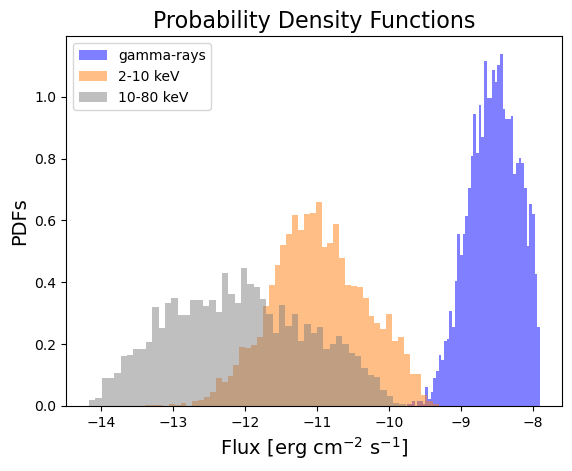 Probability Density Functions
gamma-rays
2-10 keV
10-80 keV
PDFs
1.0
0.8
0.6
0.4
0.2
0.0
−14 −13 −12 −11 −10 −9 −8
Flux [erg cm⁻² s⁻¹]